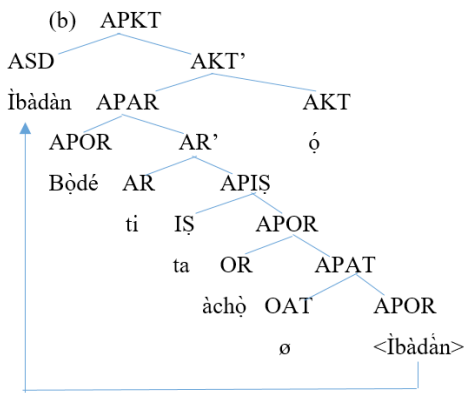 (b) APKT
ASD AKT’
Ìbàdàn APAR AKT
APOR AR’ ọ́
Bọ̀dé AR APIṢ
ti IṢ APOR
ta OR APAT
àchọ̀ OAT APOR
ø <Ìbàdàn>